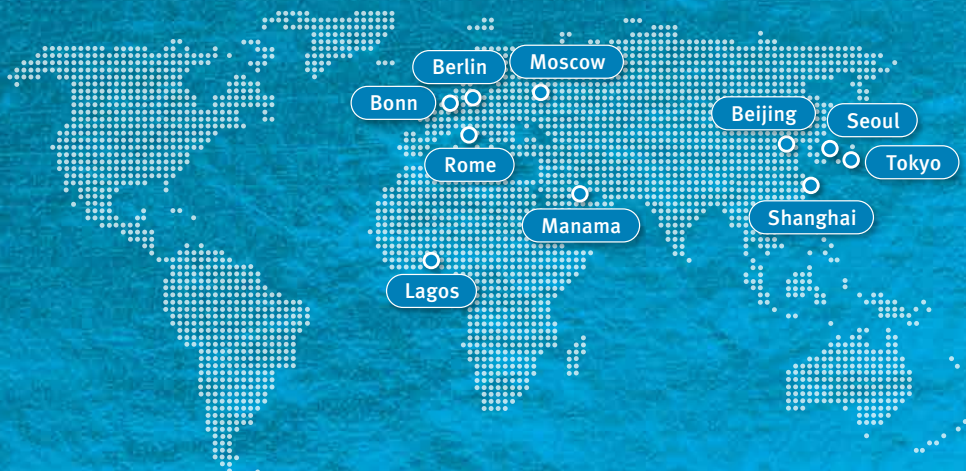 Berlin
Moscow
Bonn
Beijing
Seoul
Rome
Tokyo
Manama
Shanghai
Lagos